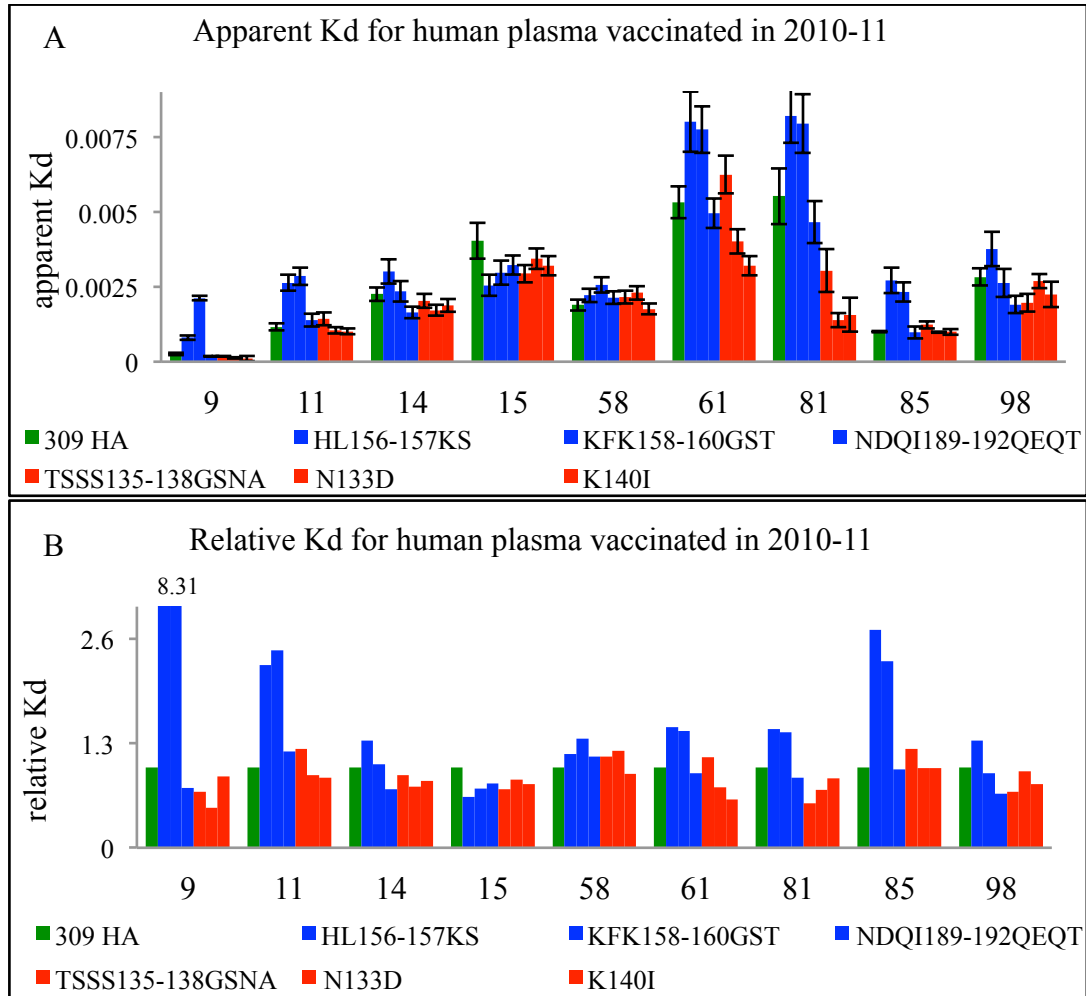 A
Apparent Kd for human plasma vaccinated in 2010-11
apparent Kd
0.0075
0.005
0.0025
0
9 11 14 15 58 61 81 85 98
309 HA HL156-157KS KFK158-160GST NDQI189-192QEQT
TSSS135-138GSNA N133D K140I
B
Relative Kd for human plasma vaccinated in 2010-11
8.31
relative Kd
2.6
1.3
0
9 11 14 15 58 61 81 85 98
309 HA HL156-157KS KFK158-160GST NDQI189-192QEQT
TSSS135-138GSNA N133D K140I